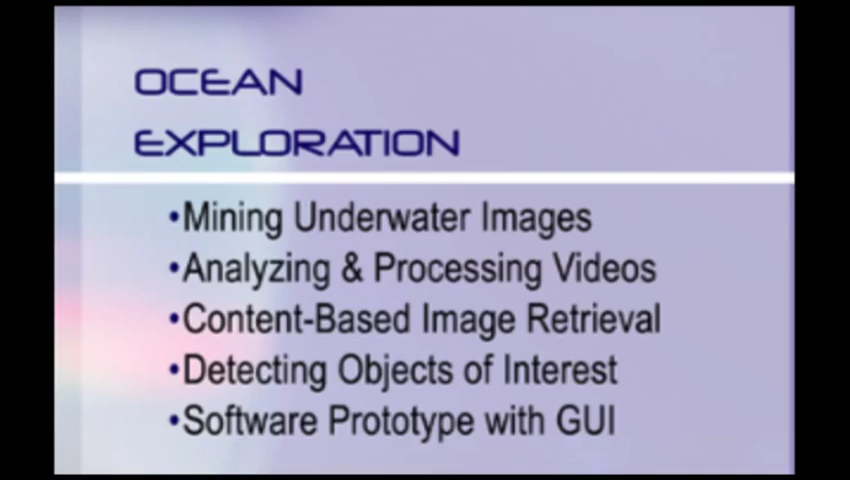 OCEAN
EXPLORATION
•Mining Underwater Images
•Analyzing & Processing Videos
•Content-Based Image Retrieval
•Detecting Objects of Interest
•Software Prototype with GUI